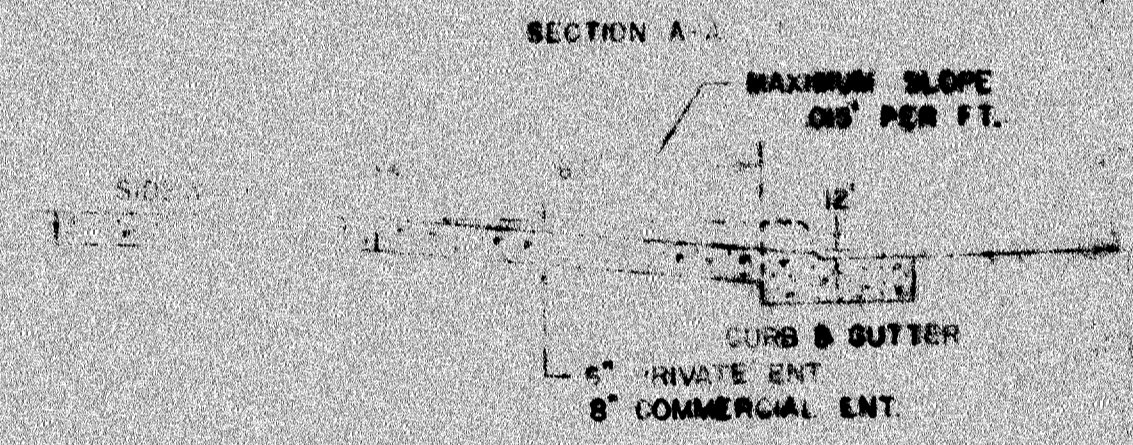 SECTION A-A
MAXIMUM SLOPE
.015' PER FT.
12'
CURB & GUTTER
6" PRIVATE ENT.
8" COMMERCIAL ENT.